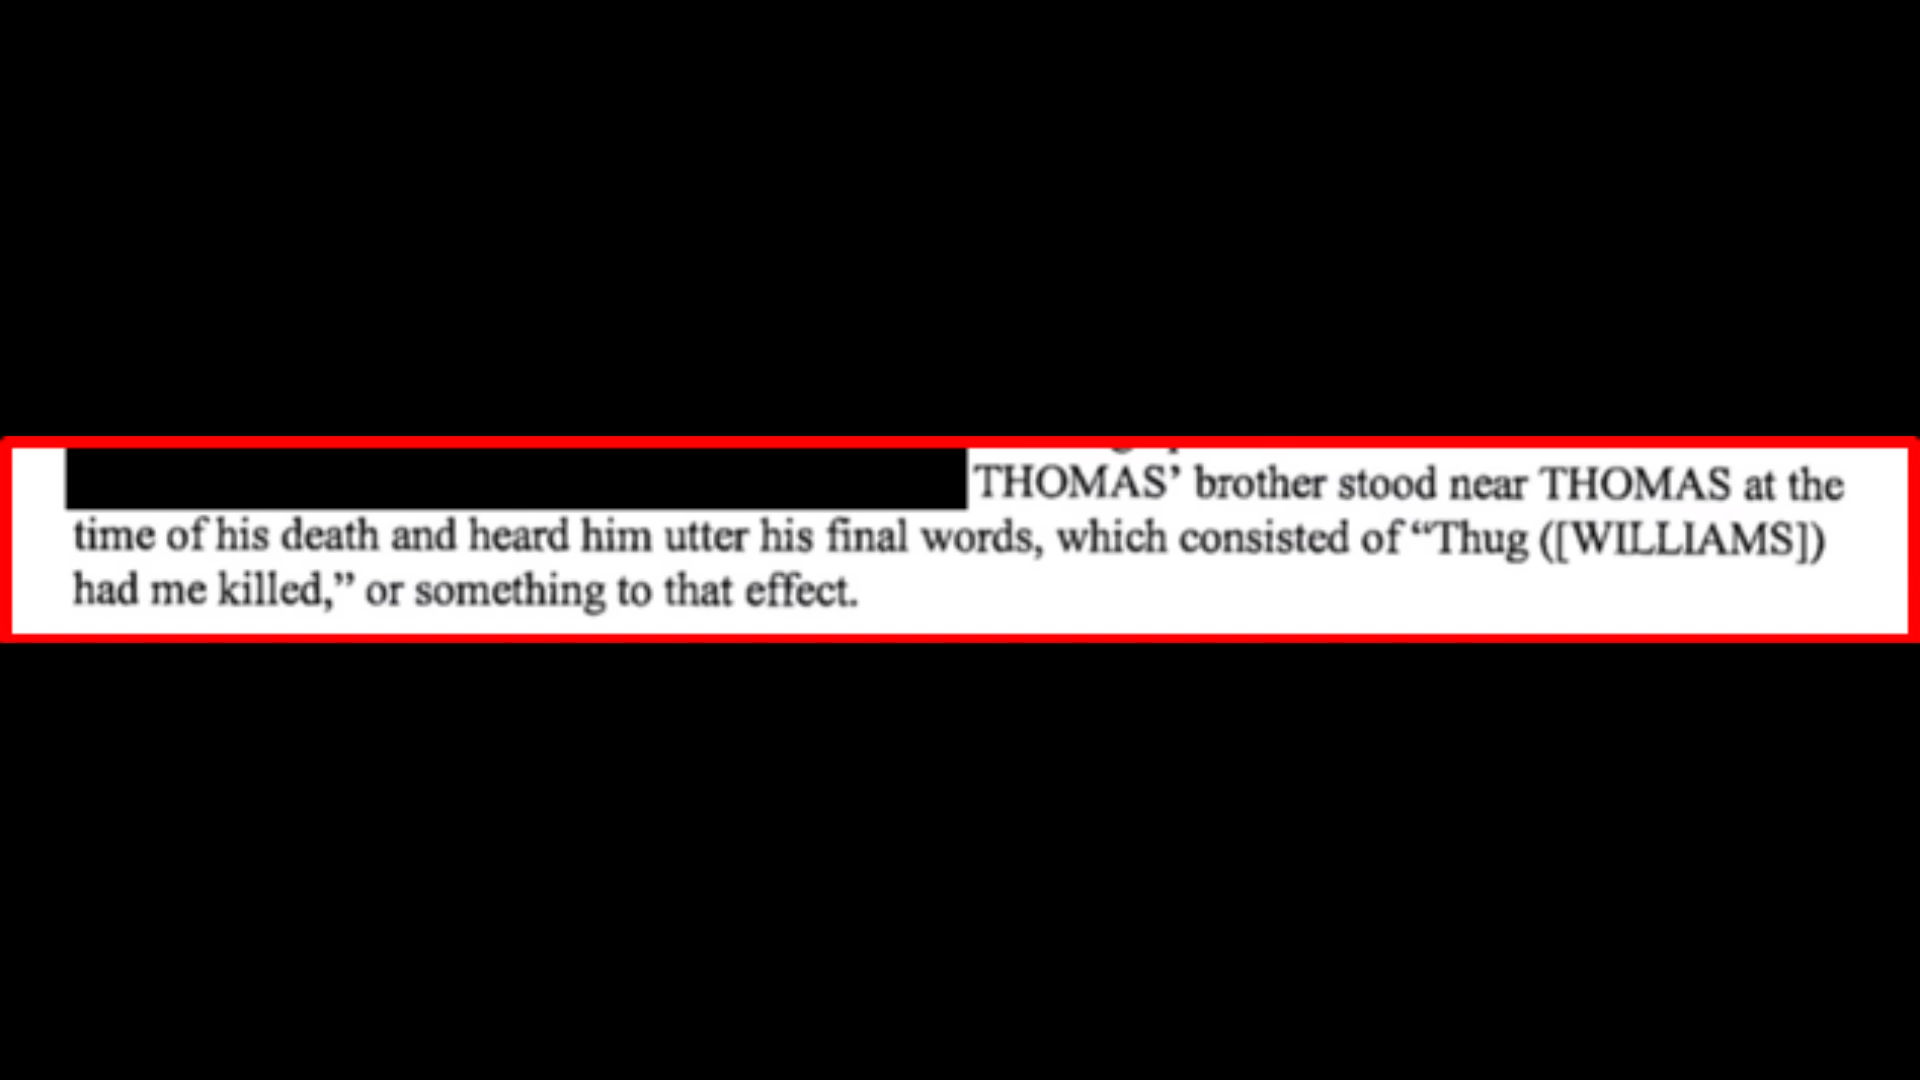 THOMAS’ brother stood near THOMAS at the
time of his death and heard him utter his final words, which consisted of “Thug ([WILLIAMS])
had me killed,” or something to that effect.